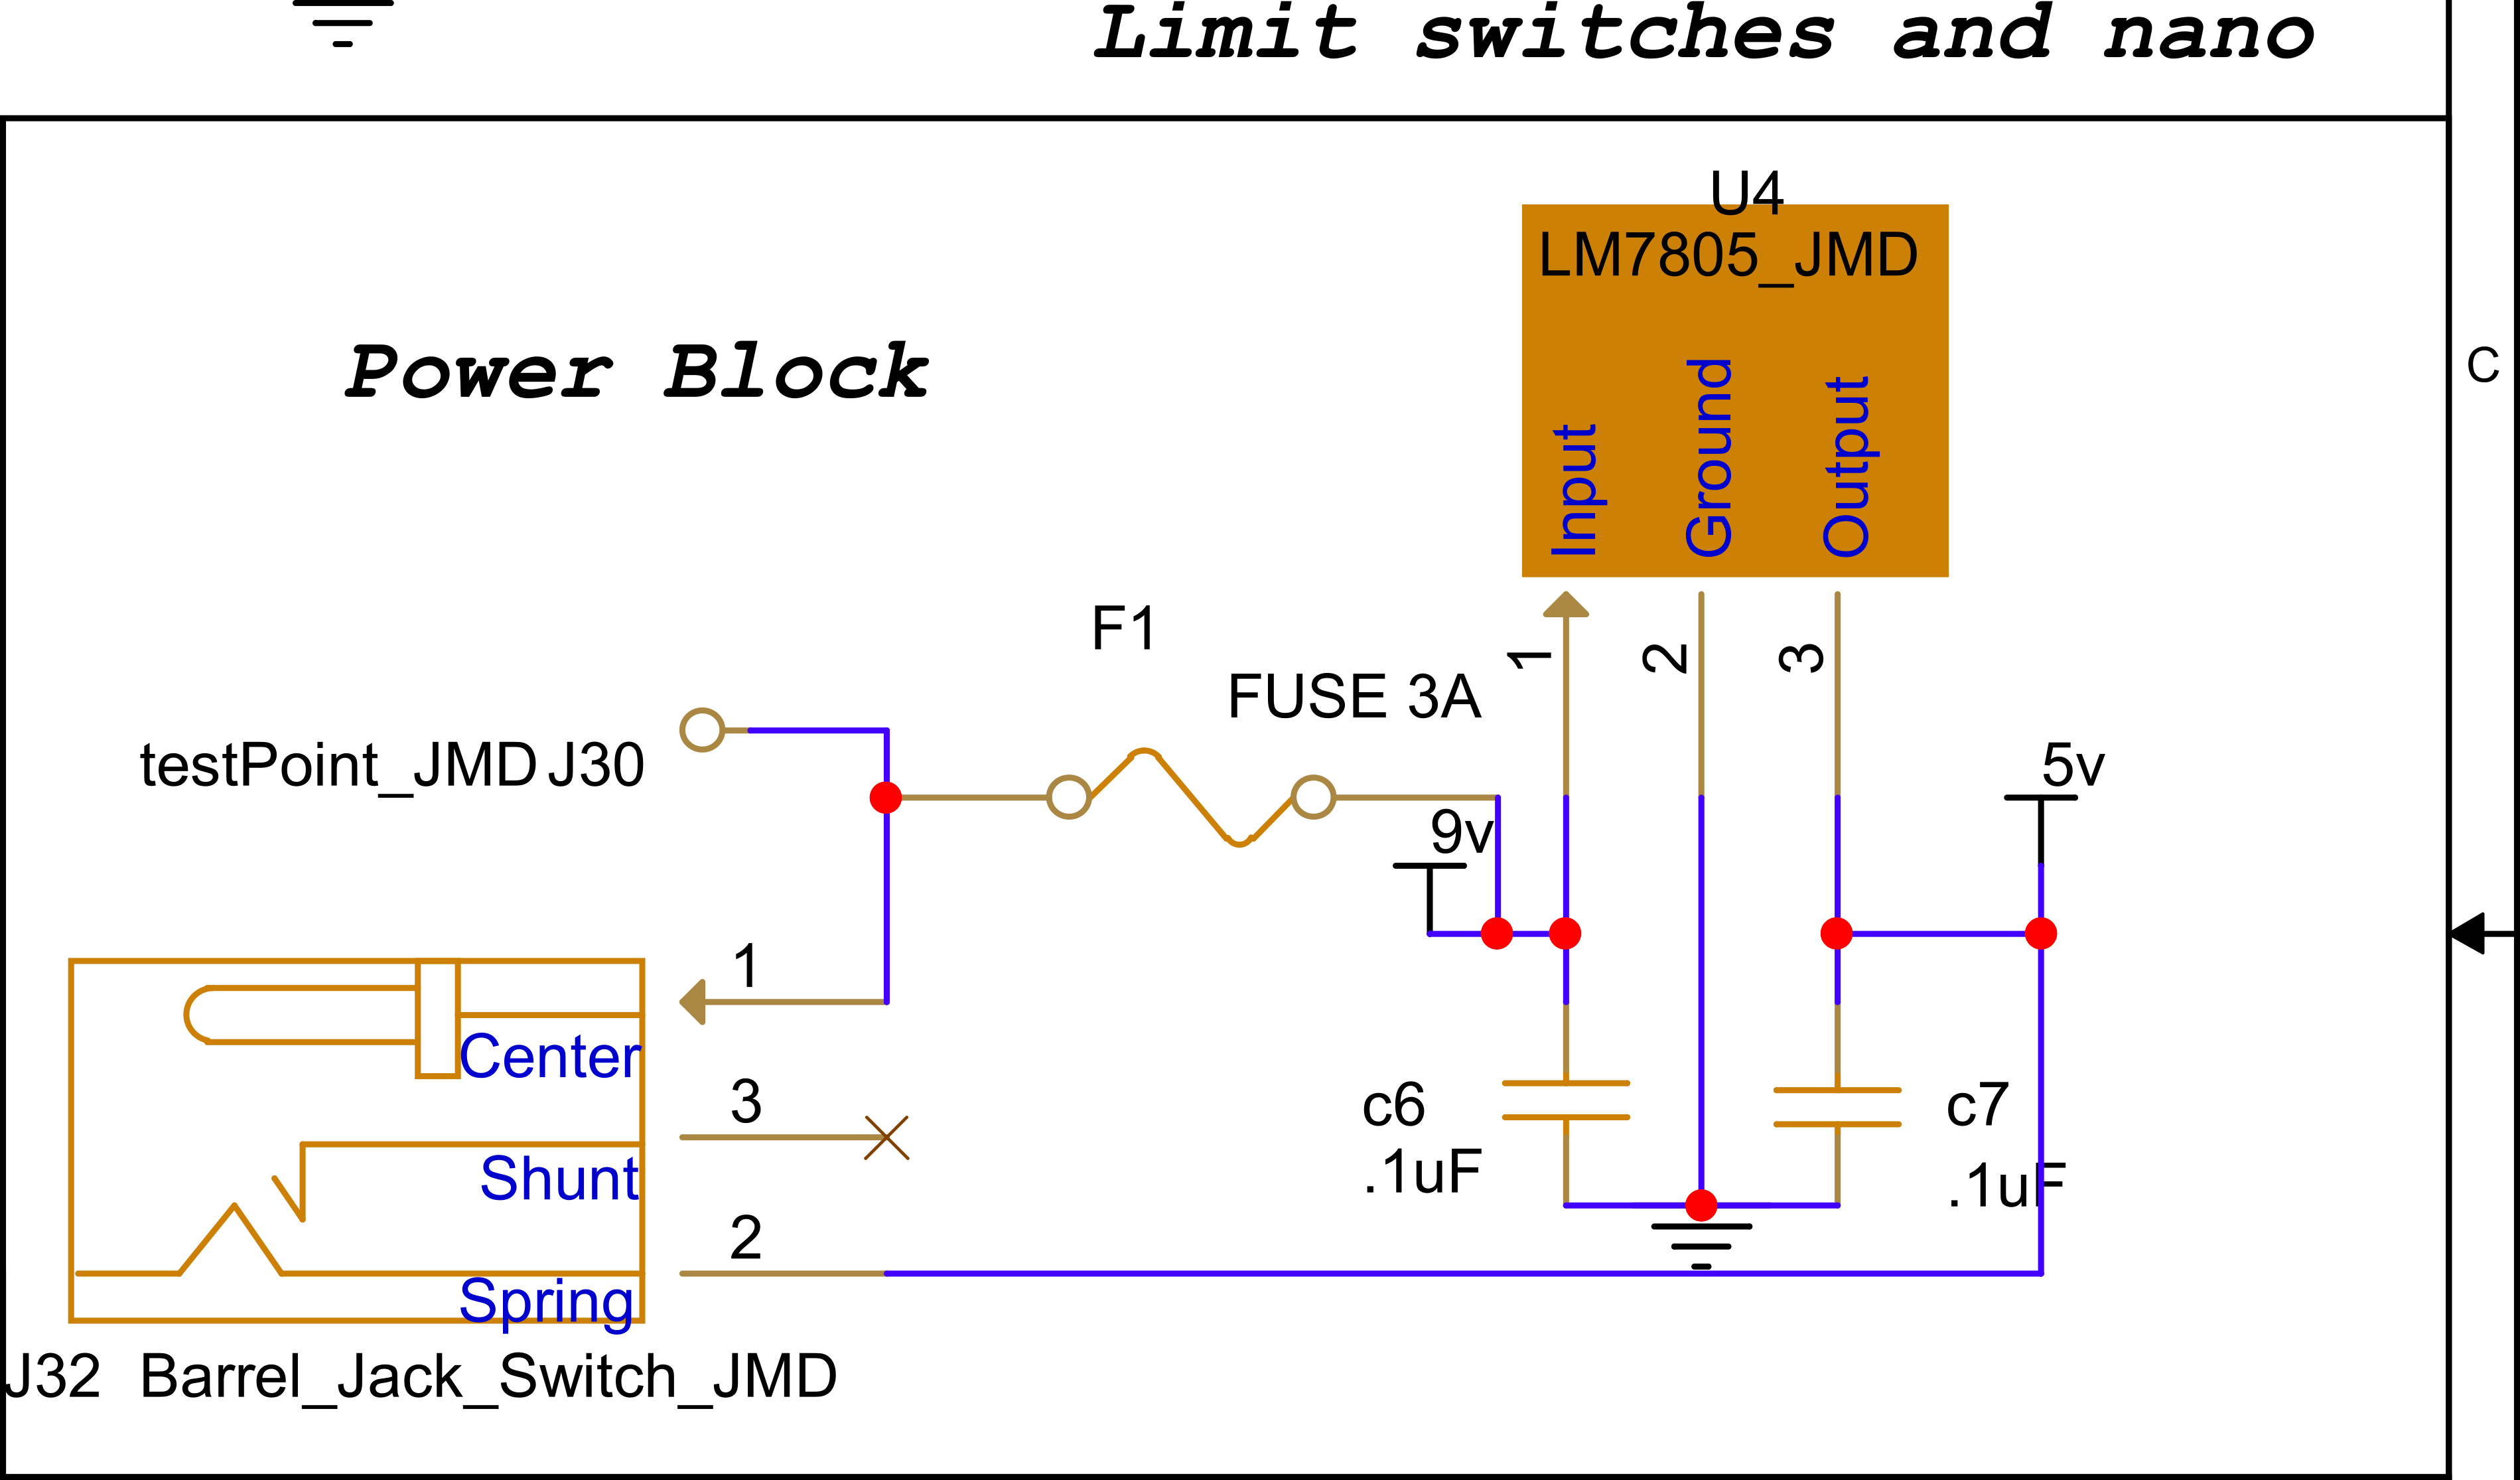 Limit switches and nano
U4
LM7805_JMD
Power Block
C
Input
Ground
Output
F1
1
2
3
FUSE 3A
testPoint_JMD J30
5v
9v
1
Center
3
c6
c7
Shunt
.1uF
.1uF
2
Spring
J32 Barrel_Jack_Switch_JMD